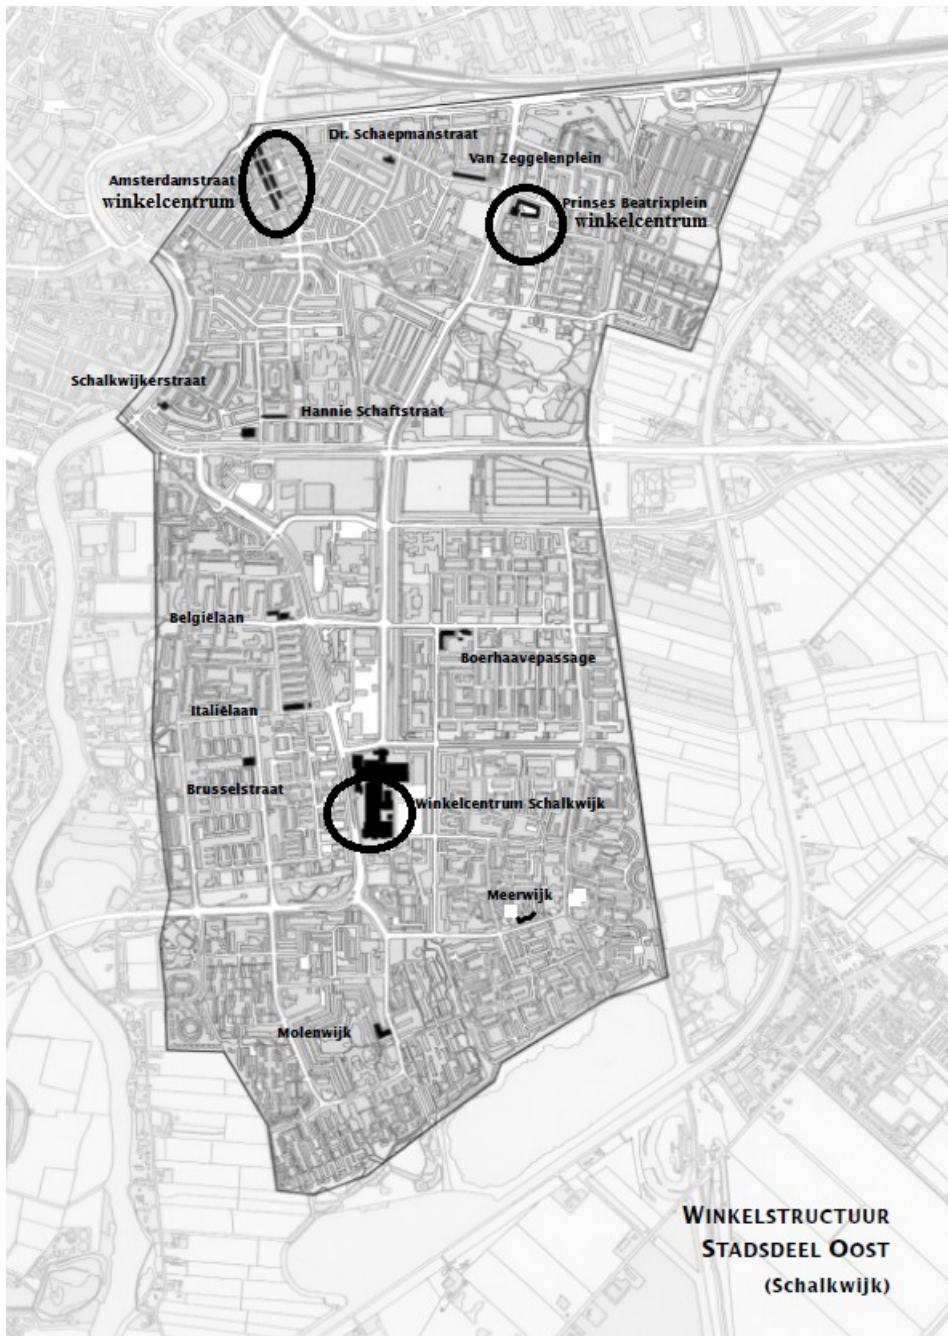 Dr. Schaepmanstraat
Van Zeggelenplein
Amsterdamstraat
winkelcentrum
Prinses Beatrixplein
winkelcentrum
Schalkwijkerstraat
Hannie Schaftstraat
Belgiëlaan
Boerhaavepassage
Italiëlaan
Brusselstraat
Winkelcentrum Schalkwijk
Meerwijk
Molenwijk
WINKELSTRUCTUUR
STADSDEEL OOST
(Schalkwijk)